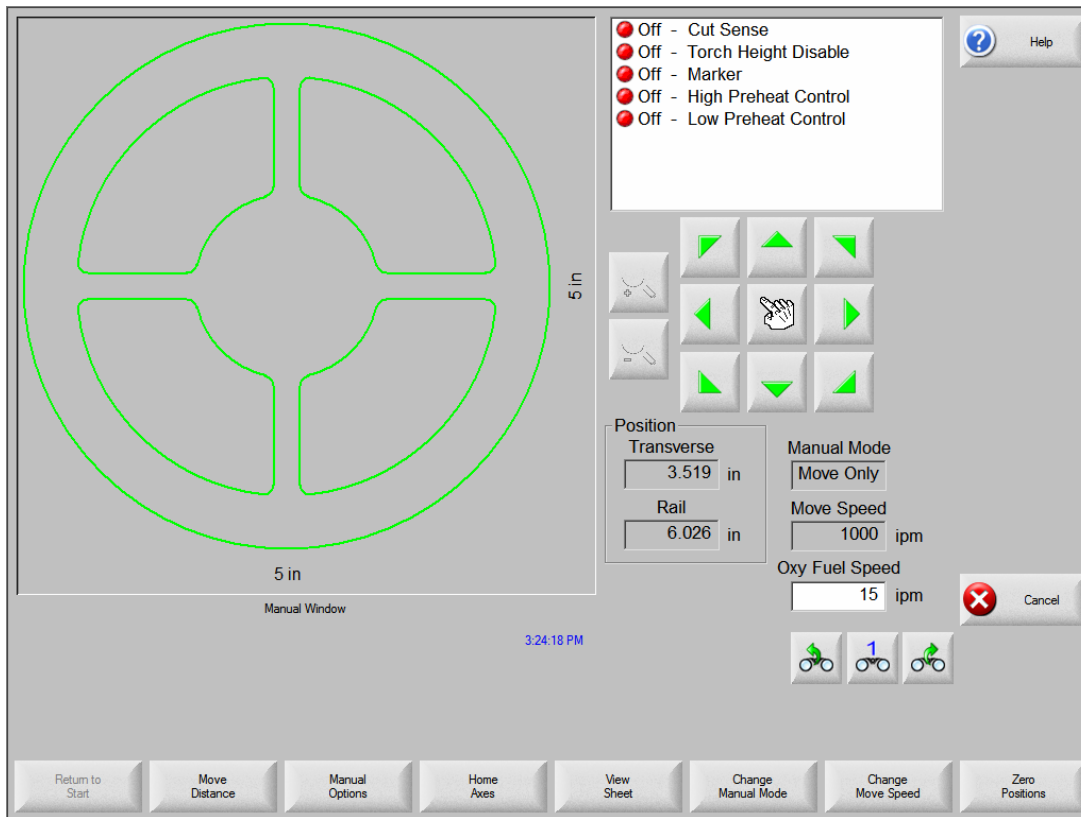 Off - Cut Sense
Off - Torch Height Disable
Off - Marker
Off - High Preheat Control
Off - Low Preheat Control
Help
5 in
5 in
Manual Window
3:24:18 PM
Position
Transverse
3.519 in
Rail
6.026 in
Manual Mode
Move Only
Move Speed
1000 ipm
Oxy Fuel Speed
15 ipm
Cancel
1
Return to
Start
Move
Distance
Manual
Options
Home
Axes
View
Sheet
Change
Manual Mode
Change
Move Speed
Zero
Positions